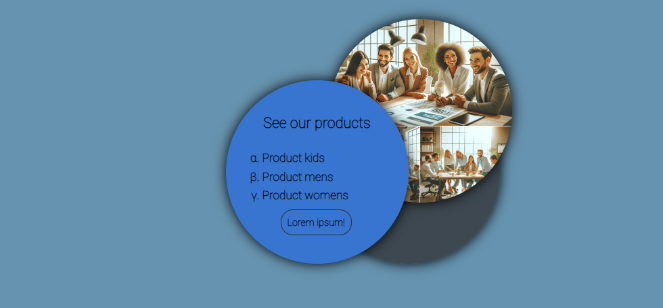 See our products
α. Product kids
β. Product mens
γ. Product womens
Lorem ipsum!